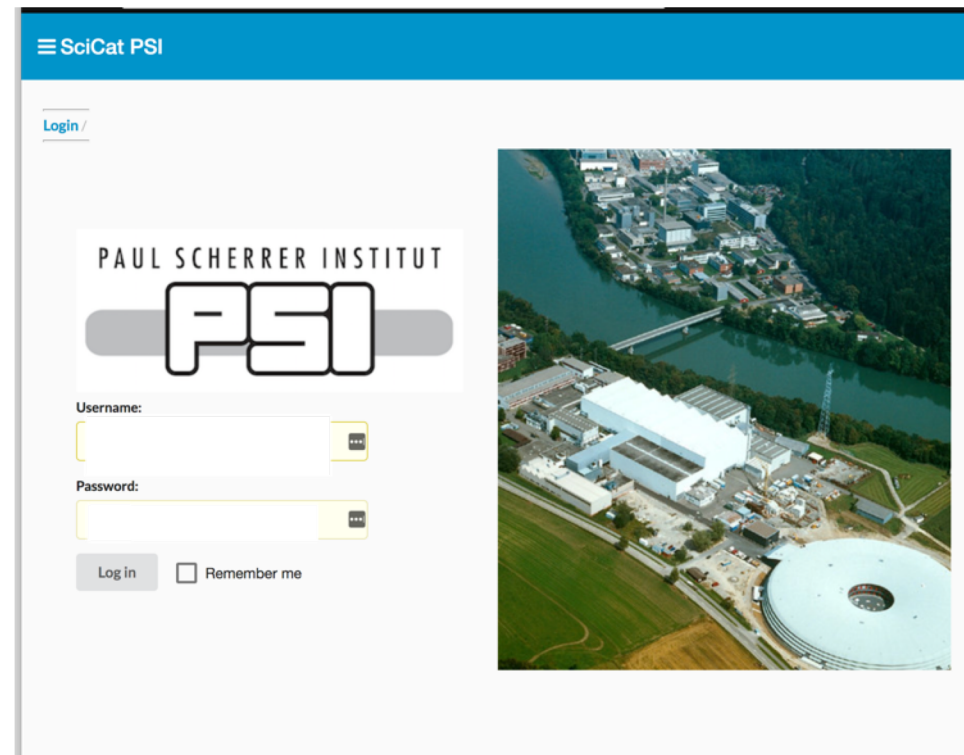 SciCat PSI
Login /
PAUL SCHERRER INSTITUT
PSI
Username:
Password:
Log in
Remember me